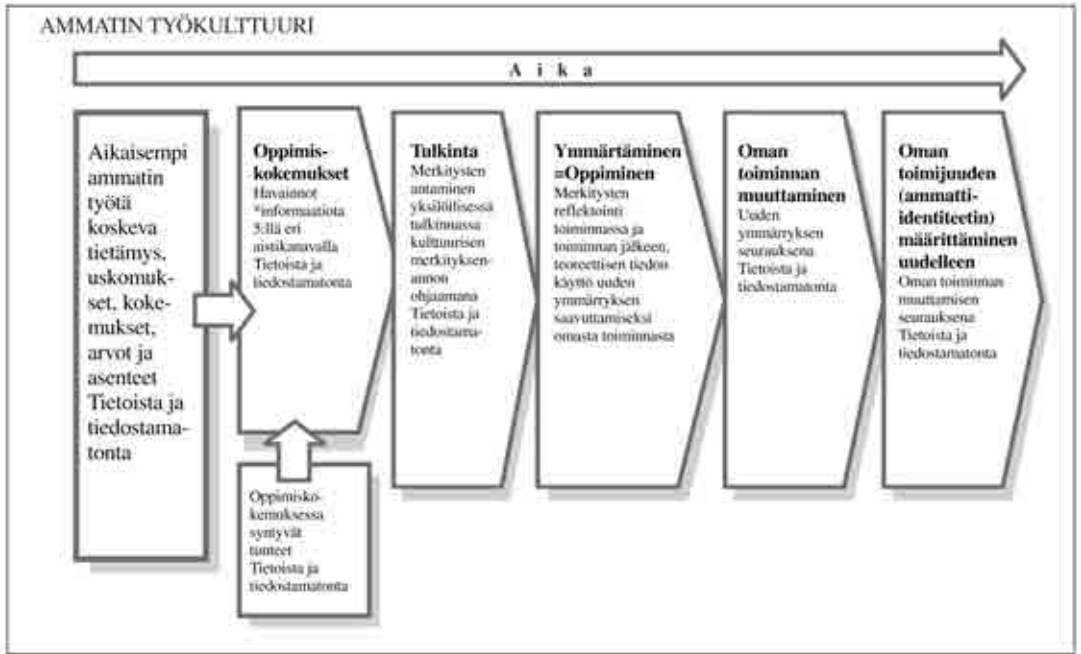 AMMATIN TYÖKULTTUURI
A i k a
Aikaisempi
ammatin
työtä
koskeva
tietämys,
uskomuk-
set, koke-
mukset,
arvot ja
asenteet
Tietoista ja
tiedostama-
tonta
Oppimis-
kokemukset
Havainnot
*informaatiota
5:llä eri
aistikanavalla
Tietoista ja
tiedostamatonta
Oppimisko-
kemuksessa
syntyvät
tunteet
Tietoista ja
tiedostamatonta
Tulkinta
Merkitysten
antaminen
yksilöllisessä
tulkinnassa
kulttuurisen
merkityksen-
annon
ohjaamana
Tietoista ja
tiedostama-
tonta
Ymmärtäminen
=Oppiminen
Merkitysten
reflektointi
toiminnassa ja
toiminnan jälkeen,
teoreettisen tiedon
käyttö uuden
ymmärryksen
saavuttamiseksi
omasta toiminnasta
Oman
toiminnan
muuttaminen
Uuden
ymmärryksen
seurauksena
Tietoista ja
tiedostamatonta
Oman
toimijuuden
(ammatti-
identiteetin)
määrittäminen
uudelleen
Oman toiminnan
muuttamisen
seurauksena
Tietoista ja
tiedostamatonta